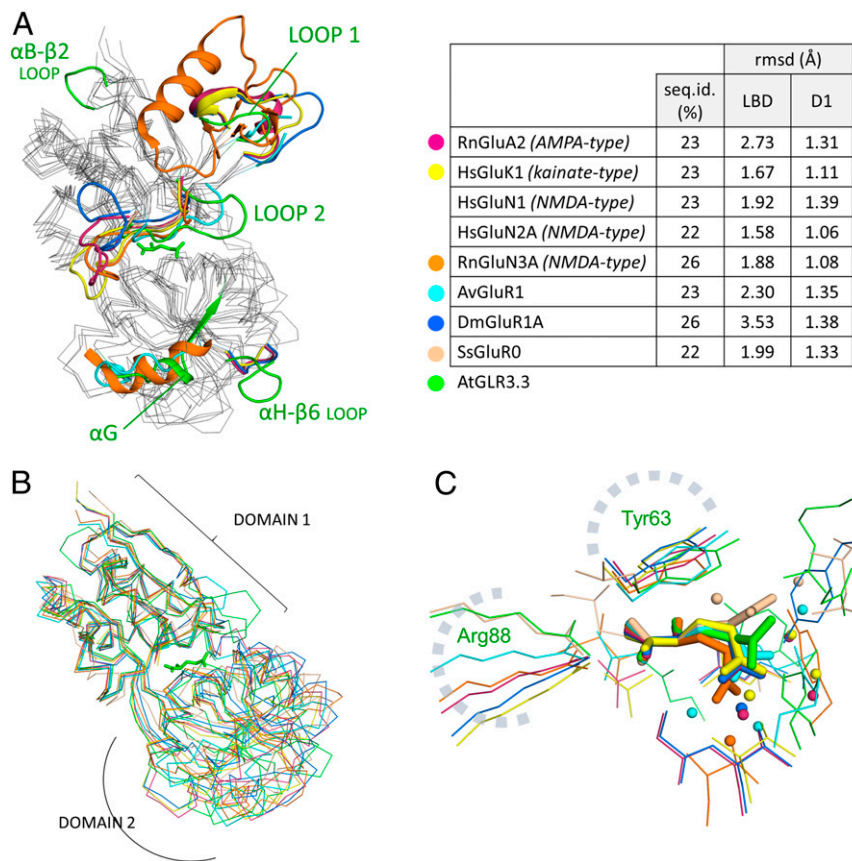 A
αB-β2
LOOP
LOOP 1
LOOP 2
αG
αH-β6 LOOP
rmsd (Å)
seq.id. (%) LBD D1
RnGluA2 (AMPA-type) 23 2.73 1.31
HsGluK1 (kainate-type) 23 1.67 1.11
HsGluN1 (NMDA-type) 23 1.92 1.39
HsGluN2A (NMDA-type) 22 1.58 1.06
RnGluN3A (NMDA-type) 26 1.88 1.08
AvGluR1 23 2.30 1.35
DmGluR1A 26 3.53 1.38
SsGluR0 22 1.99 1.33
AtGLR3.3
B
DOMAIN 1
DOMAIN 2
C
Tyr63
Arg88